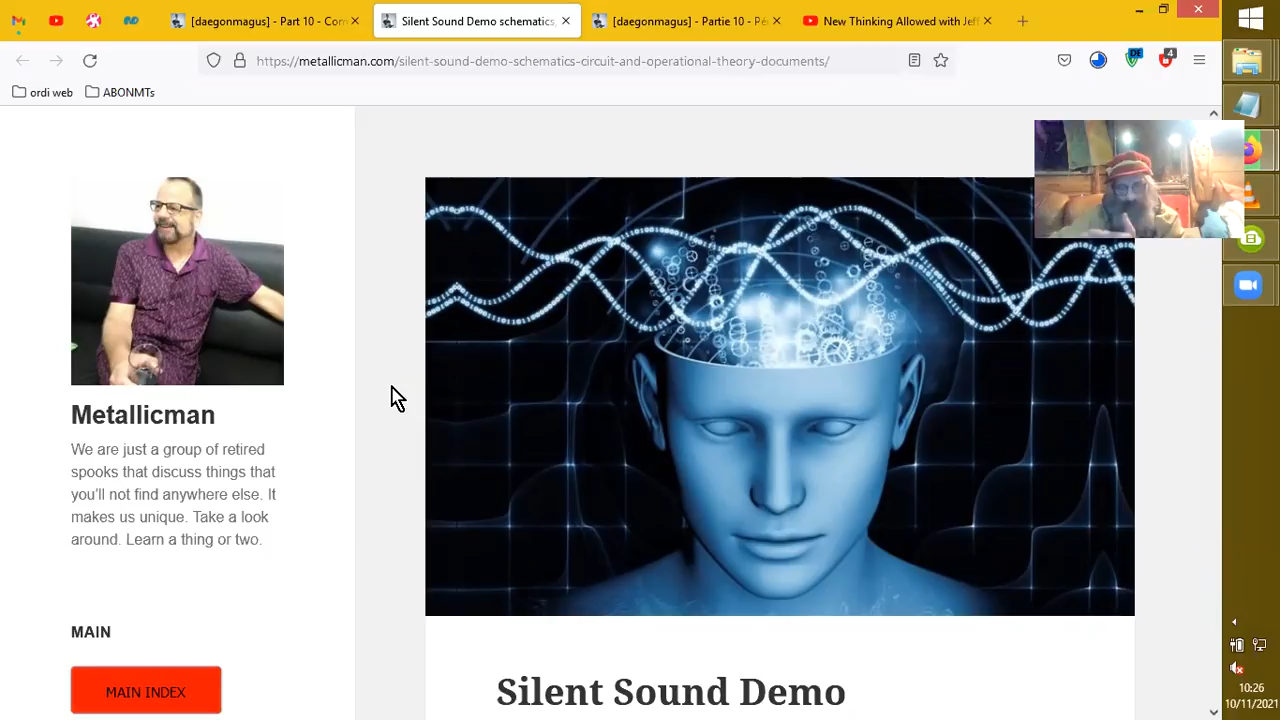 [daegonmagus] - Part 10 - Con
Silent Sound Demo schematics,
[daegonmagus] - Partie 10 - Pé
New Thinking Allowed with Jeff
https://metallicman.com/silent-sound-demo-schematics-circuit-and-operational-theory-documents/
DE
4
ordi web
ABONMTs
Metallicman
We are just a group of retired
spooks that discuss things that
you'll not find anywhere else. It
makes us unique. Take a look
around. Learn a thing or two.
MAIN
MAIN INDEX
Silent Sound Demo
10:26
10/11/2021